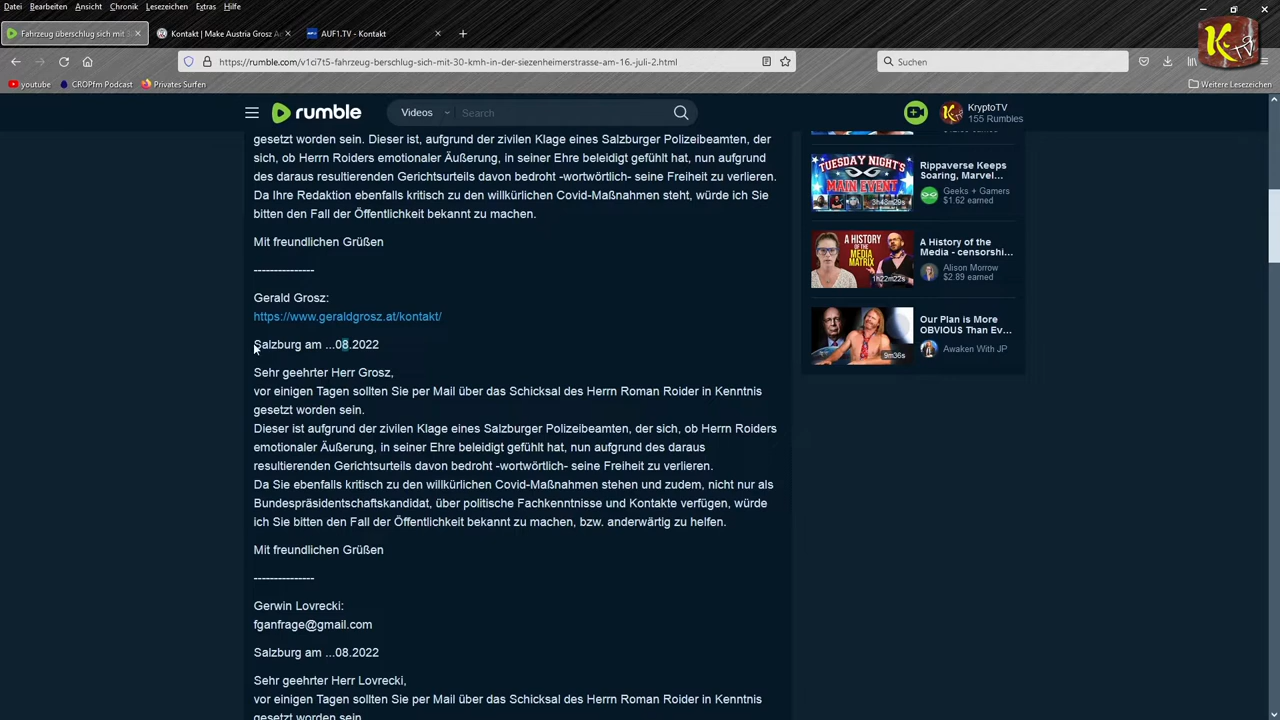 Datei Bearbeiten Ansicht Chronik Lesezeichen Extras Hilfe
Fahrzeug überschlug sich mit 3
Kontakt | Make Austria Grosz A
AUF1.TV - Kontakt
https://rumble.com/v1ci7t5-fahrzeug-berschlug-sich-mit-30-kmh-in-der-siezenheimerstrasse-am-16.-juli-2.html
Suchen
youtube
CROPfm Podcast
Privates Surfen
Weitere Lesezeichen
K TV
rumble
Videos
Search
KryptoTV
155 Rumbles
gesetzt worden sein. Dieser ist, aufgrund der zivilen Klage eines Salzburger Polizeibeamten, der
sich, ob Herrn Roiders emotionaler Äußerung, in seiner Ehre beleidigt gefühlt hat, nun aufgrund
des daraus resultierenden Gerichtsurteils davon bedroht -wortwörtlich- seine Freiheit zu verlieren.
Da Ihre Redaktion ebenfalls kritisch zu den willkürlichen Covid-Maßnahmen steht, würde ich Sie
bitten den Fall der Öffentlichkeit bekannt zu machen.
Mit freundlichen Grüßen
---------------
Gerald Grosz:
https://www.geraldgrosz.at/kontakt/
Salzburg am ...08.2022
Sehr geehrter Herr Grosz,
vor einigen Tagen sollten Sie per Mail über das Schicksal des Herrn Roman Roider in Kenntnis
gesetzt worden sein.
Dieser ist aufgrund der zivilen Klage eines Salzburger Polizeibeamten, der sich, ob Herrn Roiders
emotionaler Äußerung, in seiner Ehre beleidigt gefühlt hat, nun aufgrund des daraus
resultierenden Gerichtsurteils davon bedroht -wortwörtlich- seine Freiheit zu verlieren.
Da Sie ebenfalls kritisch zu den willkürlichen Covid-Maßnahmen stehen und zudem, nicht nur als
Bundespräsidentschaftskandidat, über politische Fachkenntnisse und Kontakte verfügen, würde
ich Sie bitten den Fall der Öffentlichkeit bekannt zu machen, bzw. anderwärtig zu helfen.
Mit freundlichen Grüßen
---------------
Gerwin Lovrecki:
fganfrage@gmail.com
Salzburg am ...08.2022
Sehr geehrter Herr Lovrecki,
vor einigen Tagen sollten Sie per Mail über das Schicksal des Herrn Roman Roider in Kenntnis
gesetzt worden sein
TUESDAY NIGHT'S
MAIN EVENT
3h43m29s
Rippaverse Keeps
Soaring, Marvel...
Geeks + Gamers
$1.62 earned
A HISTORY
OF THE
MEDIA
MATRIX
1h22m22s
A History of the
Media - censorshi...
Alison Morrow
$2.89 earned
9m36s
Our Plan is More
OBVIOUS Than Ev...
Awaken With JP